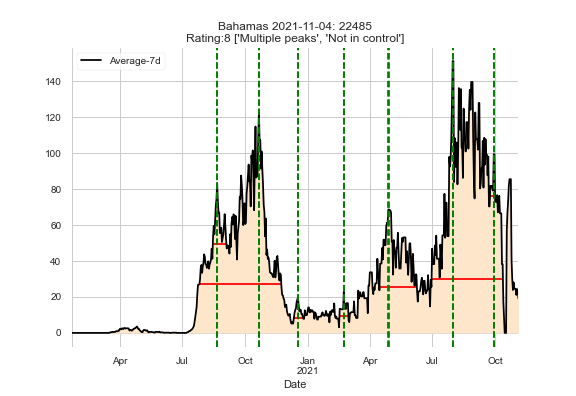 Bahamas 2021-11-04: 22485
Rating:8 ['Multiple peaks', 'Not in control']
Average-7d
140
120
100
80
60
40
20
0
Apr
Jul
Oct
Jan
2021
Apr
Jul
Oct
Date